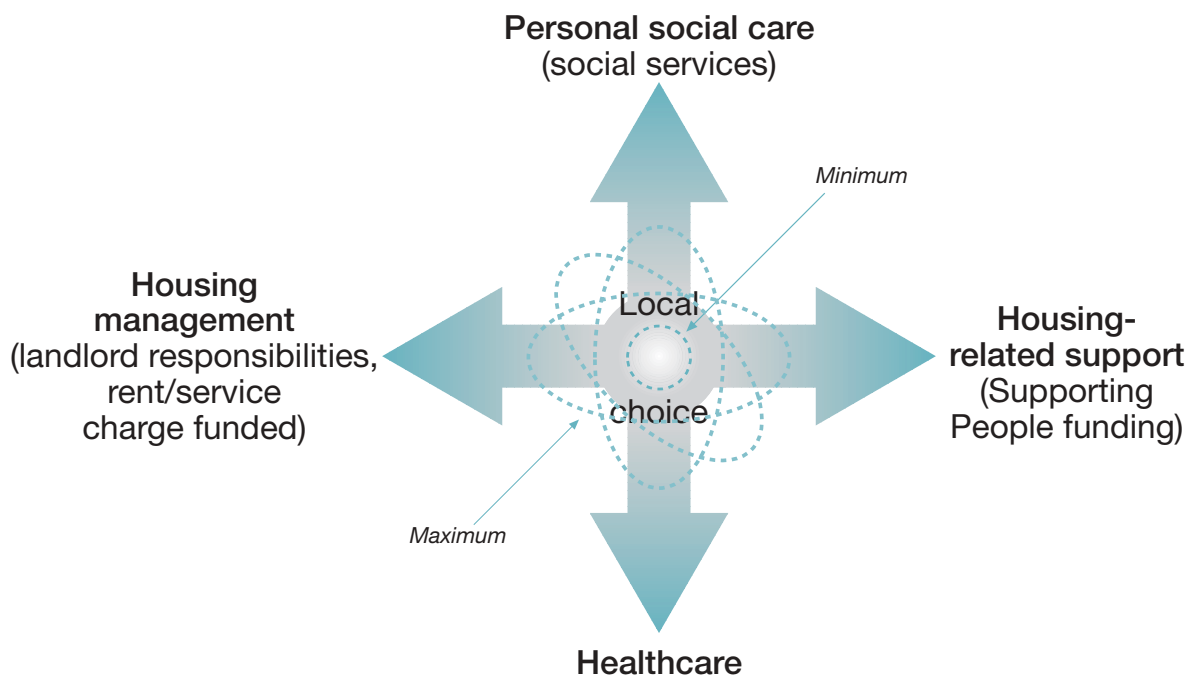 Personal social care
(social services)
Minimum
Housing
management
(landlord responsibilities,
rent/service
charge funded)
Local
choice
Housing-
related support
(Supporting
People funding)
Maximum
Healthcare